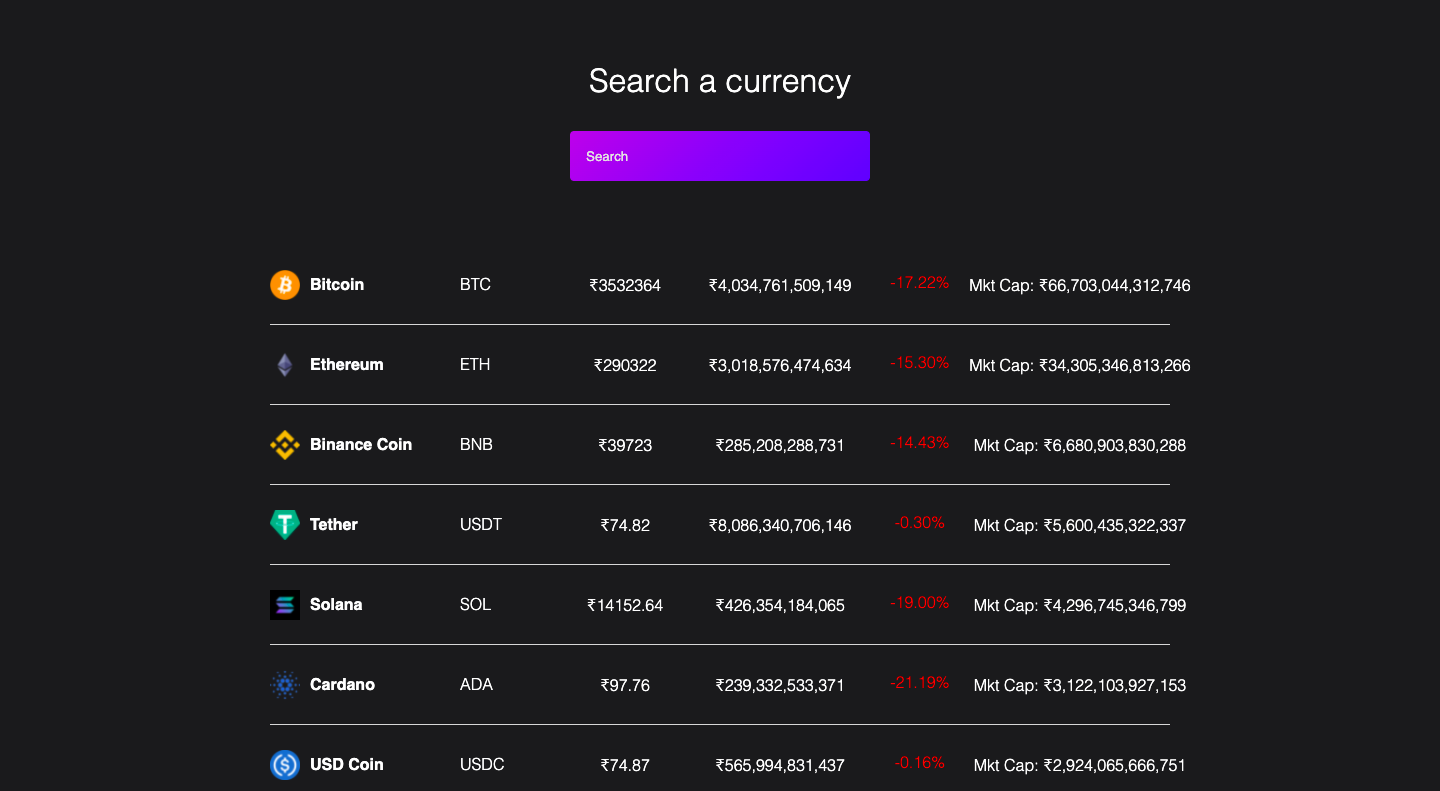 Search a currency
Search
Bitcoin BTC ₹3532364 ₹4,034,761,509,149 -17.22% Mkt Cap: ₹66,703,044,312,746
Ethereum ETH ₹290322 ₹3,018,576,474,634 -15.30% Mkt Cap: ₹34,305,346,813,266
Binance Coin BNB ₹39723 ₹285,208,288,731 -14.43% Mkt Cap: ₹6,680,903,830,288
Tether USDT ₹74.82 ₹8,086,340,706,146 -0.30% Mkt Cap: ₹5,600,435,322,337
Solana SOL ₹14152.64 ₹426,354,184,065 -19.00% Mkt Cap: ₹4,296,745,346,799
Cardano ADA ₹97.76 ₹239,332,533,371 -21.19% Mkt Cap: ₹3,122,103,927,153
USD Coin USDC ₹74.87 ₹565,994,831,437 -0.16% Mkt Cap: ₹2,924,065,666,751